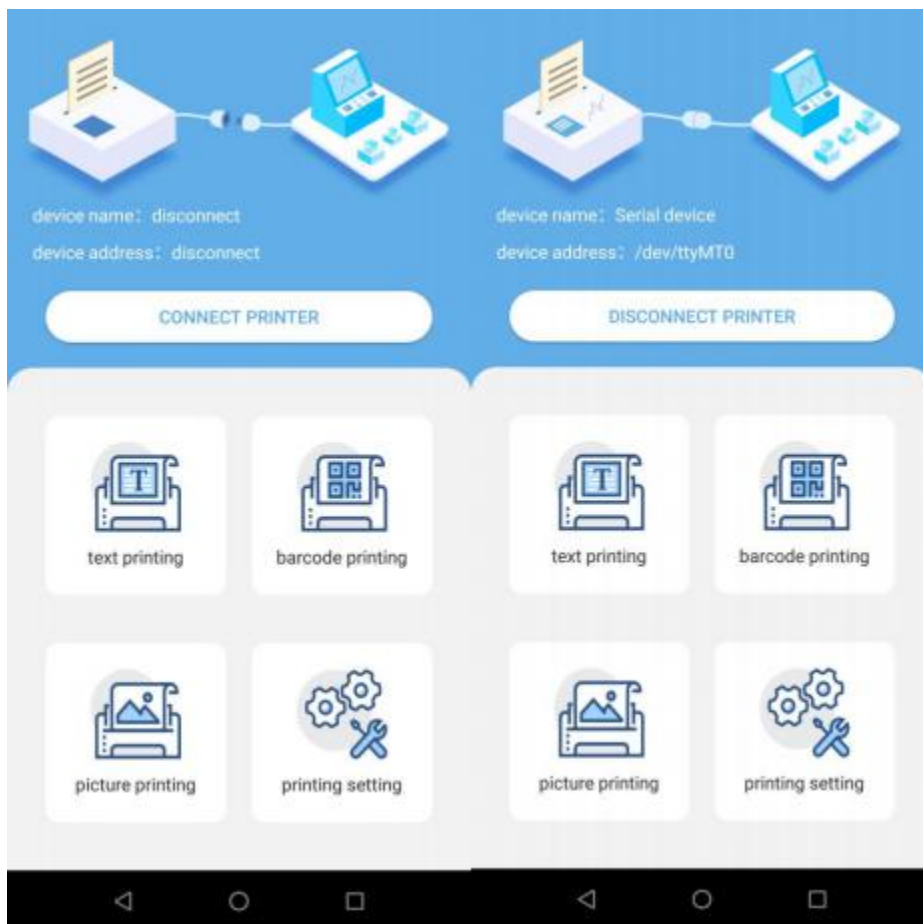 device name： disconnect
device address： disconnect
CONNECT PRINTER
T
text printing
barcode printing
picture printing
printing setting
device name： Serial device
device address： /dev/ttyMT0
DISCONNECT PRINTER
T
text printing
barcode printing
picture printing
printing setting